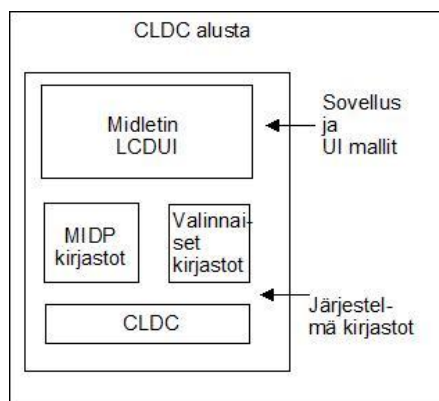 CLDC alusta
Midletin
LCDUI
Sovellus
ja
UI mallit
MIDP
kirjastot
Valinnai-
set
kirjastot
CLDC
Järjestel-
mä kirjastot